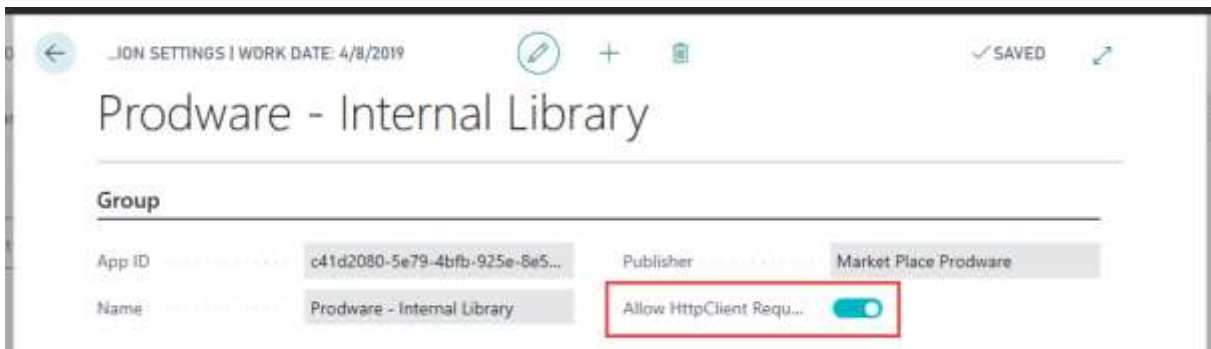 …ION SETTINGS | WORK DATE: 4/8/2019
✓ SAVED
Prodware - Internal Library
Group
App ID
c41d2080-5e79-4bfb-925e-8e5...
Publisher
Market Place Prodware
Name
Prodware - Internal Library
Allow HttpClient Requ...